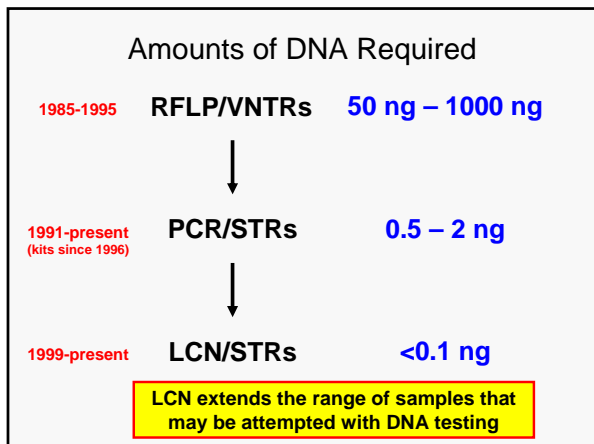 Amounts of DNA Required
1985-1995 RFLP/VNTRs 50 ng – 1000 ng
1991-present PCR/STRs 0.5 – 2 ng
(kits since 1996)
1999-present LCN/STRs <0.1 ng
LCN extends the range of samples that
may be attempted with DNA testing